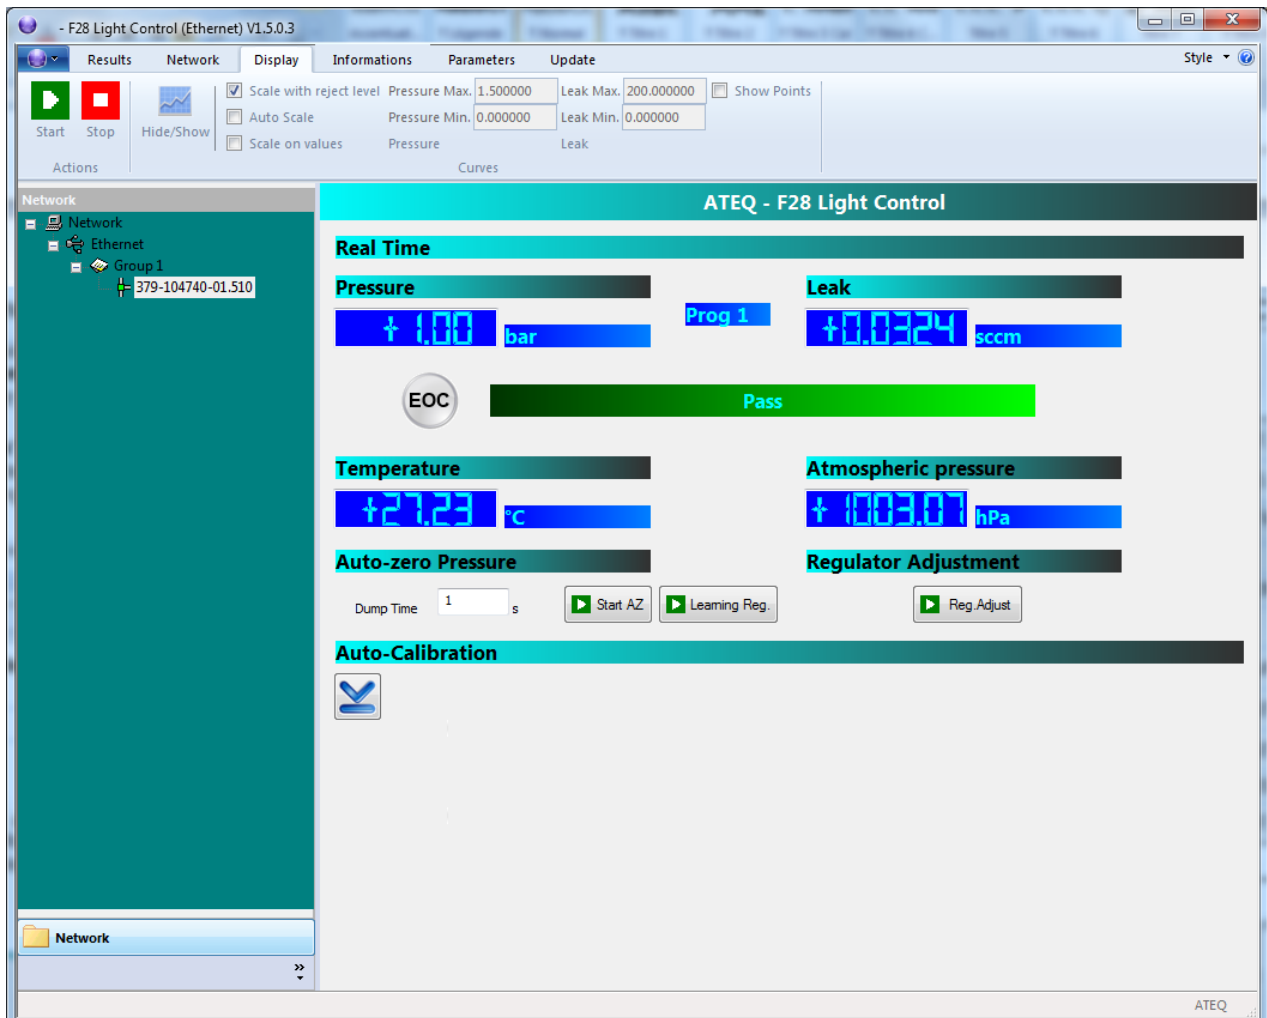 - F28 Light Control (Ethernet) V1.5.0.3
Results Network Display Informations Parameters Update Style
Start Stop Hide/Show
Scale with reject level Pressure Max. 1.500000 Leak Max. 200.000000 Show Points
Auto Scale Pressure Min. 0.000000 Leak Min. 0.000000
Scale on values Pressure Leak
Actions Curves
Network
Network
Ethernet
Group 1
379-104740-01.510
Network
ATEQ - F28 Light Control
Real Time
Pressure Leak
+1.00 bar Prog 1 +0.0324 sccm
EOC Pass
Temperature Atmospheric pressure
+27.23 °C +1003.07 hPa
Auto-zero Pressure Regulator Adjustment
Dump Time 1 s Start AZ Learning Reg. Reg.Adjust
Auto-Calibration
ATEQ